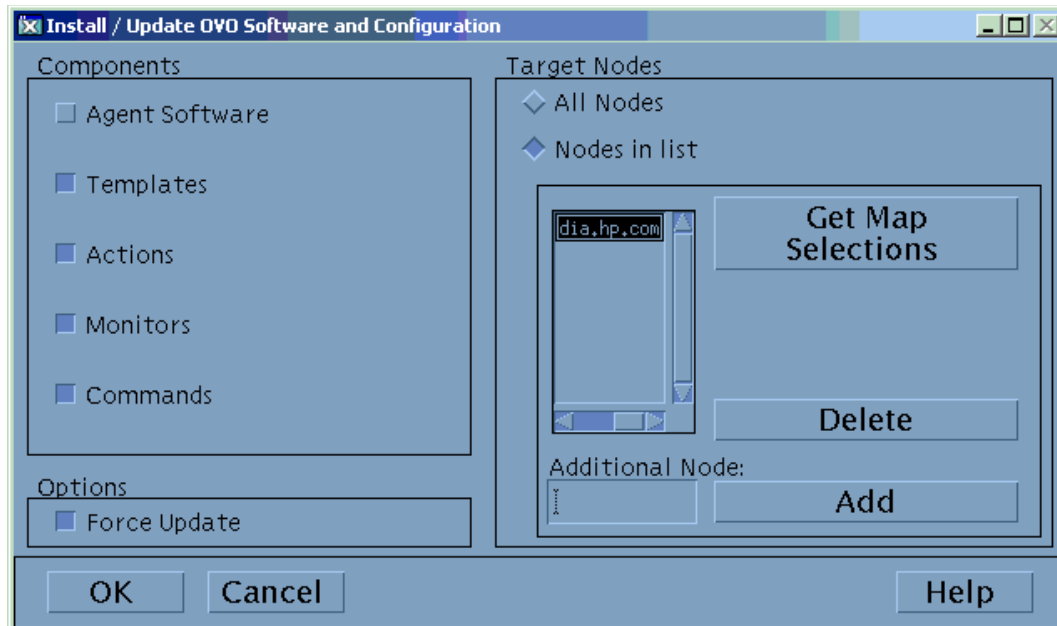 Install / Update OVO Software and Configuration
Components
Agent Software
Templates
Actions
Monitors
Commands
Options
Force Update
Target Nodes
All Nodes
Nodes in list
dia.hp.com
Get Map
Selections
Delete
Additional Node:
Add
OK
Cancel
Help